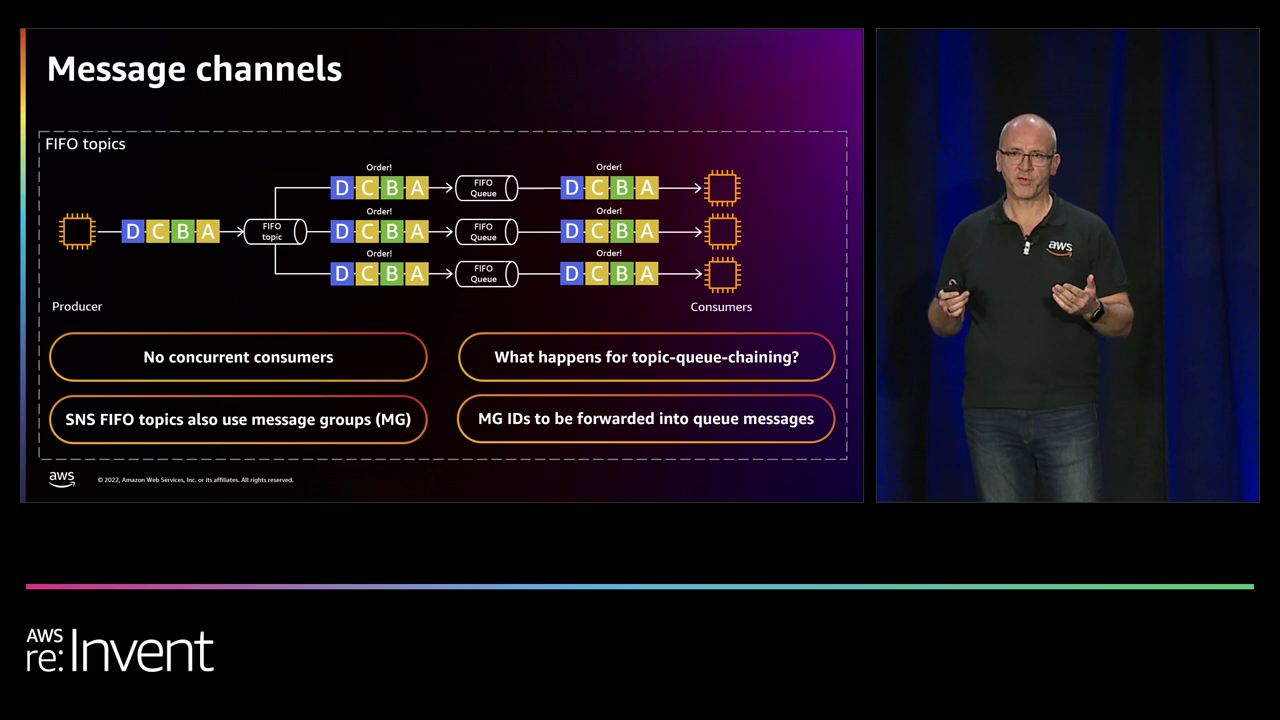 Message channels
FIFO topics
Order!
D C B A
FIFO
Queue
Order!
D C B A
Order!
D C B A
FIFO
topic
D C B A
FIFO
Queue
Order!
D C B A
Order!
D C B A
FIFO
Queue
Order!
D C B A
Producer
Consumers
No concurrent consumers
What happens for topic-queue-chaining?
SNS FIFO topics also use message groups (MG)
MG IDs to be forwarded into queue messages
aws
© 2022, Amazon Web Services, Inc. or its affiliates. All rights reserved.
aws
AWS
re:Invent